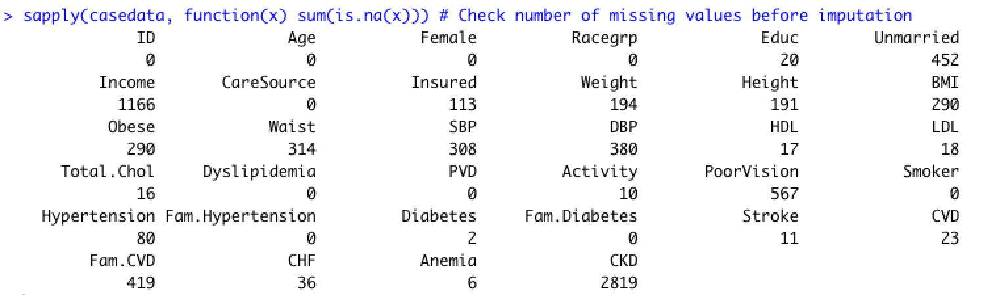 > sapply(casedata, function(x) sum(is.na(x))) # Check number of missing values before imputation
ID Age Female Racegrp Educ Unmarried
0 0 0 0 20 452
Income CareSource Insured Weight Height BMI
1166 0 113 194 191 290
Obese Waist SBP DBP HDL LDL
290 314 308 380 17 18
Total.Chol Dyslipidemia PVD Activity PoorVision Smoker
16 0 0 10 567 0
Hypertension Fam.Hypertension Diabetes Fam.Diabetes Stroke CVD
80 0 2 0 11 23
Fam.CVD CHF Anemia CKD
419 36 6 2819